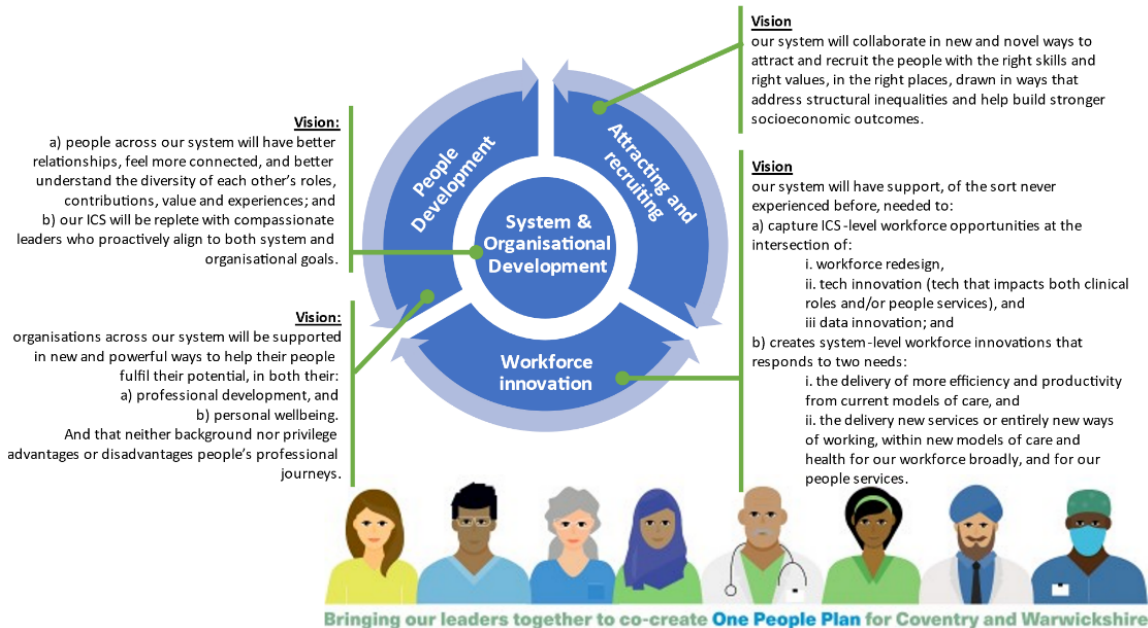 Vision
our system will collaborate in new and novel ways to
attract and recruit the people with the right skills and
right values, in the right places, drawn in ways that
address structural inequalities and help build stronger
socioeconomic outcomes.
Vision:
a) people across our system will have better
relationships, feel more connected, and better
understand the diversity of each other's roles,
contributions, value and experiences; and
b) our ICS will be replete with compassionate
leaders who proactively align to both system and
organisational goals.
People
Development
Attracting and
recruiting
System &
Organisational
Development
Workforce
innovation
Vision
our system will have support, of the sort never
experienced before, needed to:
a) capture ICS-level workforce opportunities at the
intersection of:
i. workforce redesign,
ii. tech innovation (tech that impacts both clinical
roles and/or people services), and
iii data innovation; and
b) creates system-level workforce innovations that
responds to two needs:
i. the delivery of more efficiency and productivity
from current models of care, and
ii. the delivery new services or entirely new ways
of working, within new models of care and
health for our workforce broadly, and for our
people services.
Vision:
organisations across our system will be supported
in new and powerful ways to help their people
fulfil their potential, in both their:
a) professional development, and
b) personal wellbeing.
And that neither background nor privilege
advantages or disadvantages people's professional
journeys.
Bringing our leaders together to co-create One People Plan for Coventry and Warwickshire